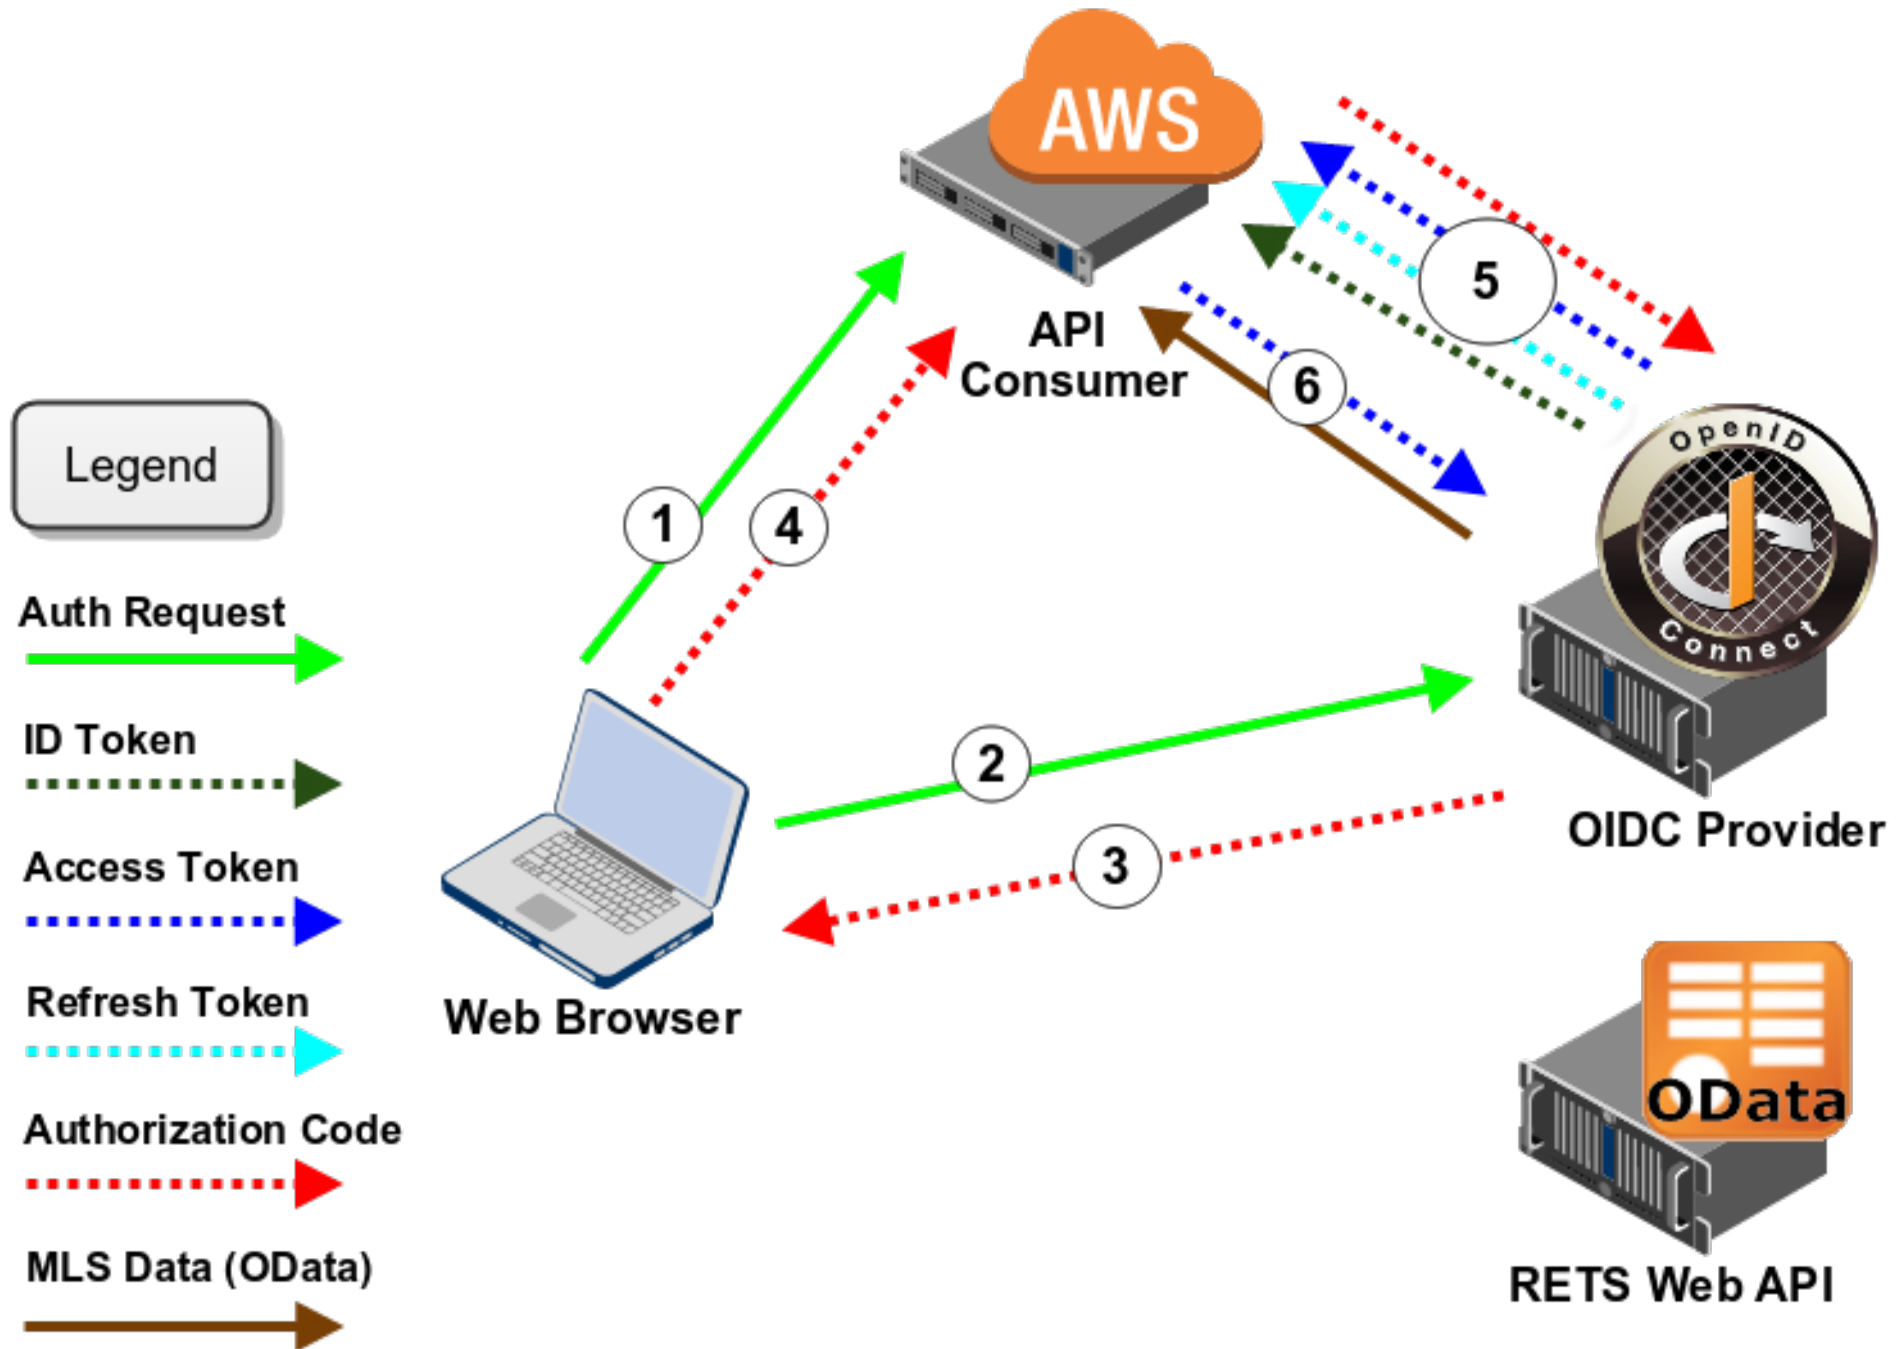 AWS
API
Consumer
5
6
1
4
2
3
OpenID
Connect
OIDC Provider
Web Browser
OData
RETS Web API
Legend
Auth Request
ID Token
Access Token
Refresh Token
Authorization Code
MLS Data (OData)